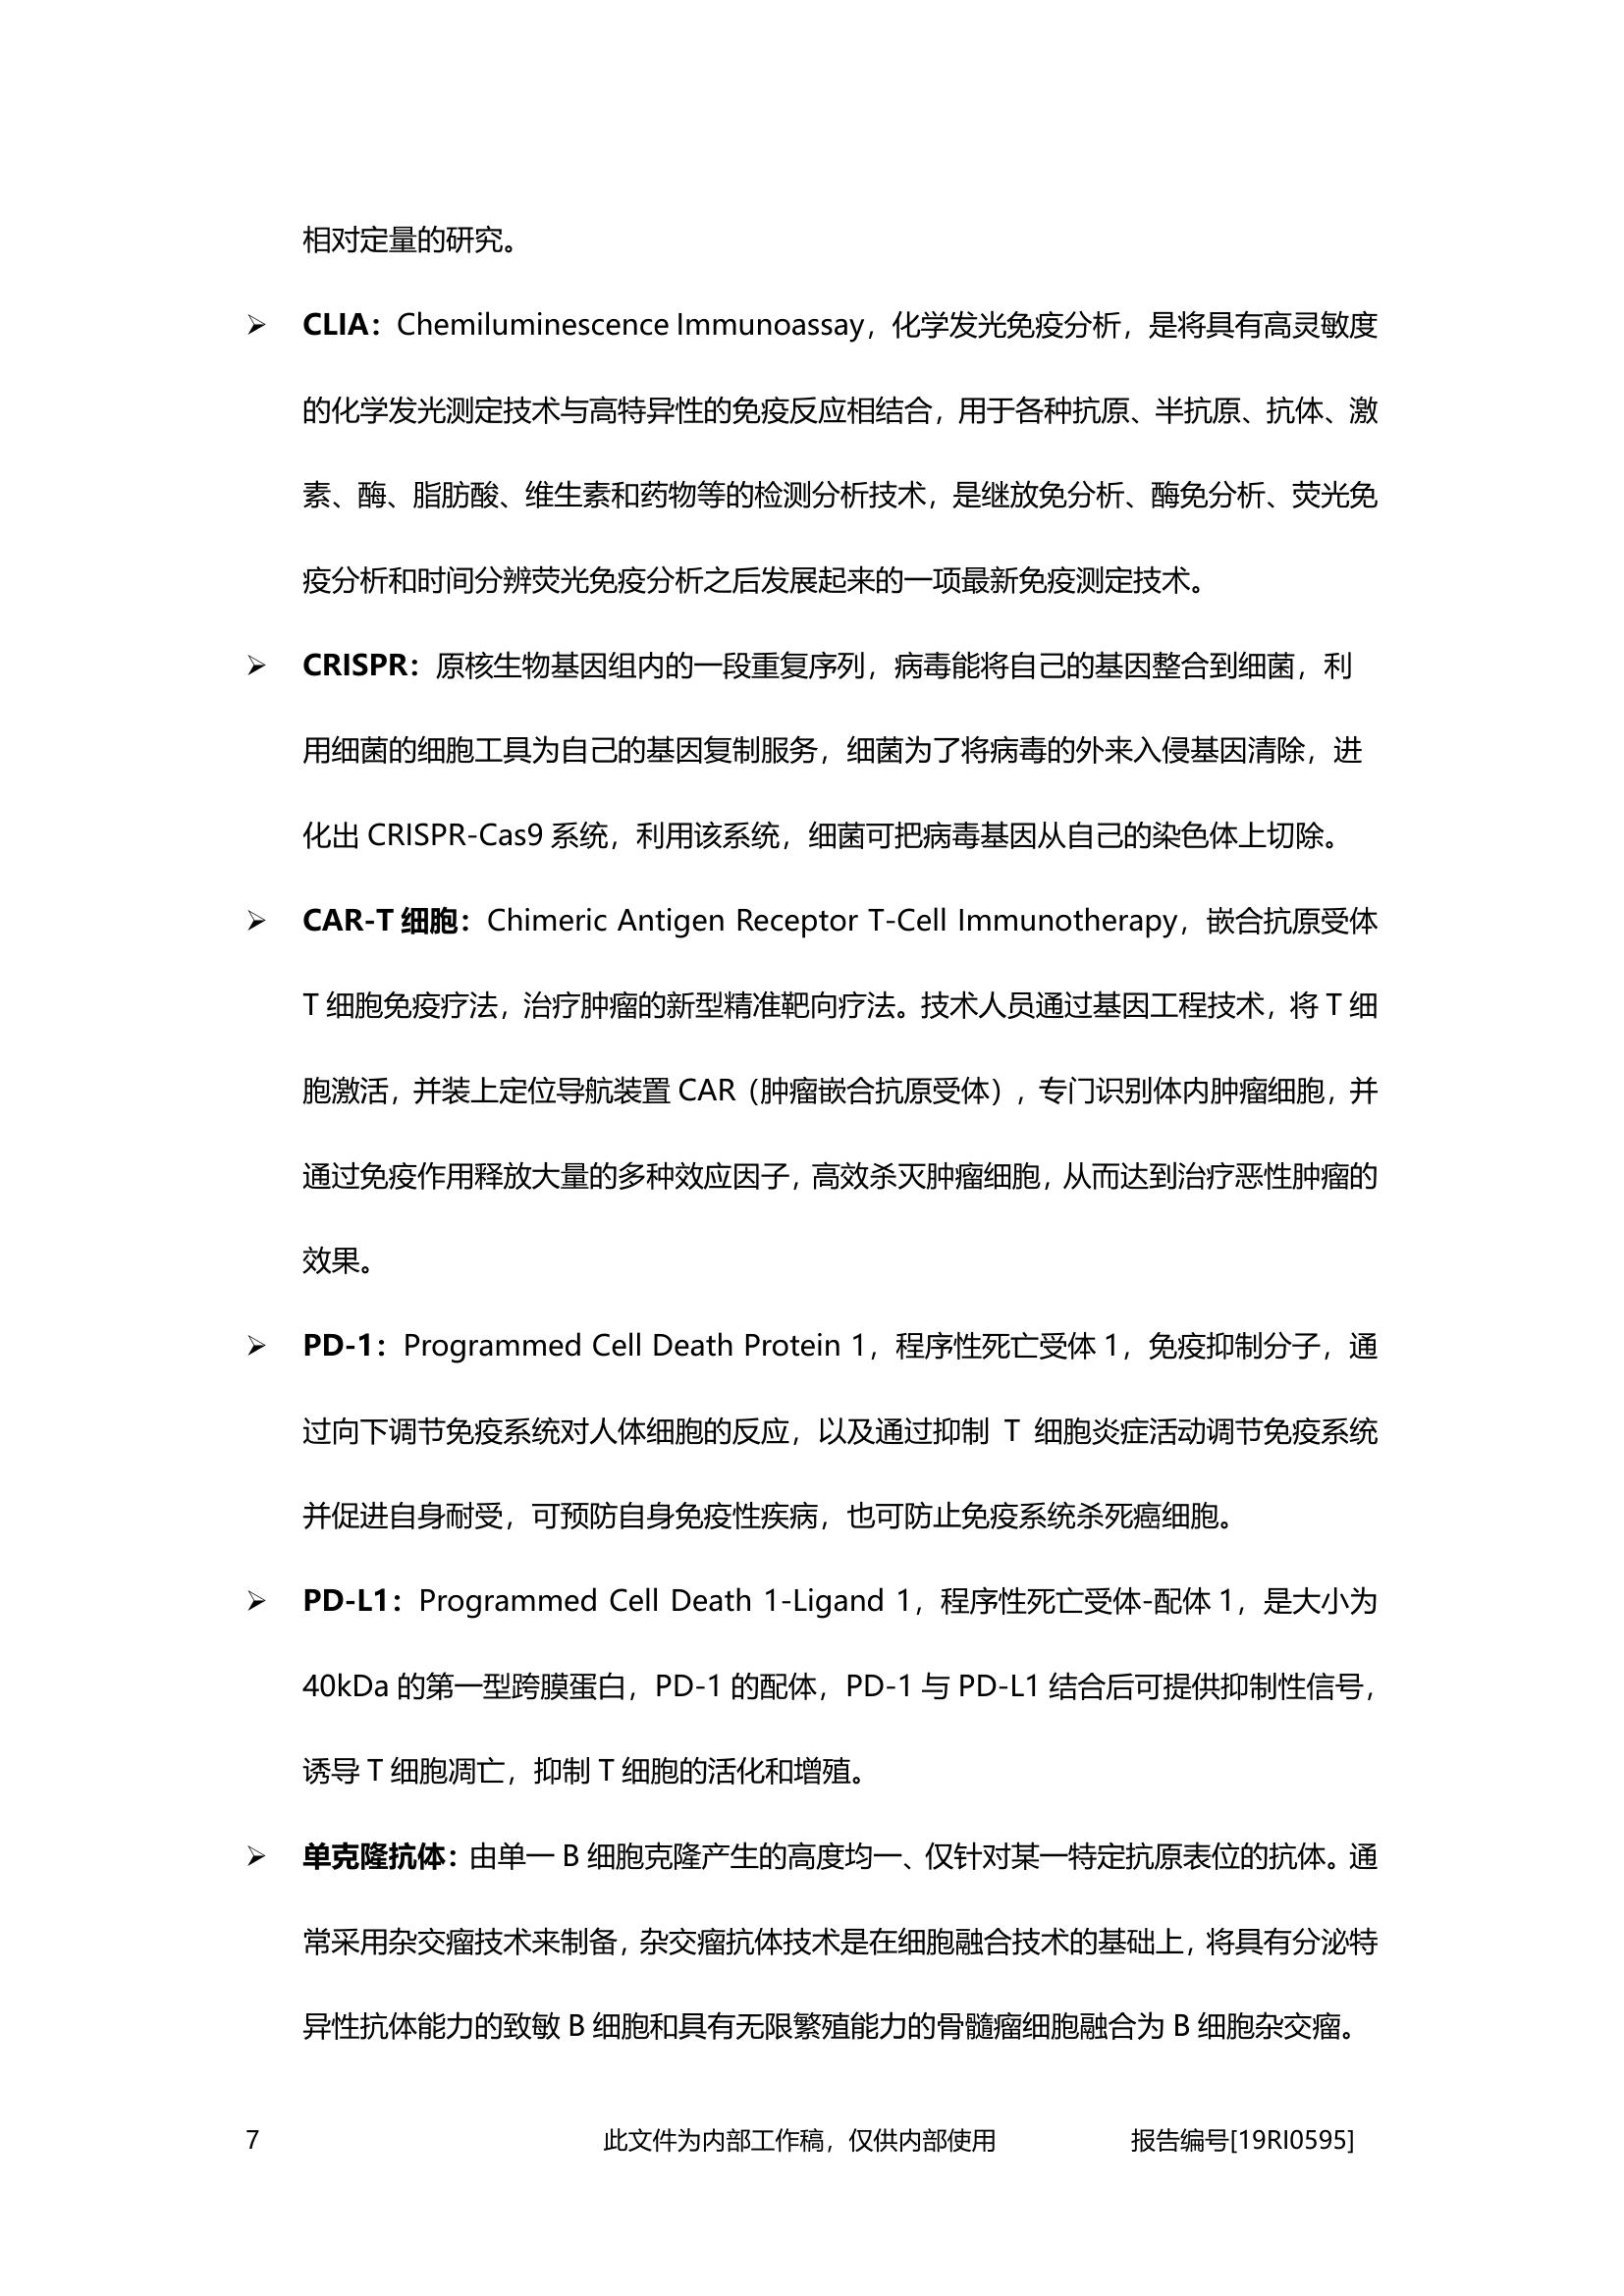 相对定量的研究。
➢ CLIA：Chemiluminescence Immunoassay，化学发光免疫分析，是将具有高灵敏度
的化学发光测定技术与高特异性的免疫反应相结合，用于各种抗原、半抗原、抗体、激
素、酶、脂肪酸、维生素和药物等的检测分析技术，是继放免分析、酶免分析、荧光免
疫分析和时间分辨荧光免疫分析之后发展起来的一项最新免疫测定技术。
➢ CRISPR：原核生物基因组内的一段重复序列，病毒能将自己的基因整合到细菌，利
用细菌的细胞工具为自己的基因复制服务，细菌为了将病毒的外来入侵基因清除，进
化出 CRISPR-Cas9 系统，利用该系统，细菌可把病毒基因从自己的染色体上切除。
➢ CAR-T 细胞：Chimeric Antigen Receptor T-Cell Immunotherapy，嵌合抗原受体
T 细胞免疫疗法，治疗肿瘤的新型精准靶向疗法。技术人员通过基因工程技术，将 T 细
胞激活，并装上定位导航装置 CAR（肿瘤嵌合抗原受体），专门识别体内肿瘤细胞，并
通过免疫作用释放大量的多种效应因子，高效杀灭肿瘤细胞，从而达到治疗恶性肿瘤的
效果。
➢ PD-1：Programmed Cell Death Protein 1，程序性死亡受体 1，免疫抑制分子，通
过向下调节免疫系统对人体细胞的反应，以及通过抑制 T 细胞炎症活动调节免疫系统
并促进自身耐受，可预防自身免疫性疾病，也可防止免疫系统杀死癌细胞。
➢ PD-L1：Programmed Cell Death 1-Ligand 1，程序性死亡受体-配体 1，是大小为
40kDa 的第一型跨膜蛋白，PD-1 的配体，PD-1 与 PD-L1 结合后可提供抑制性信号，
诱导 T 细胞凋亡，抑制 T 细胞的活化和增殖。
➢ 单克隆抗体：由单一 B 细胞克隆产生的高度均一、仅针对某一特定抗原表位的抗体。通
常采用杂交瘤技术来制备，杂交瘤抗体技术是在细胞融合技术的基础上，将具有分泌特
异性抗体能力的致敏 B 细胞和具有无限繁殖能力的骨髓瘤细胞融合为 B 细胞杂交瘤。
7 此文件为内部工作稿，仅供内部使用 报告编号[19RI0595]